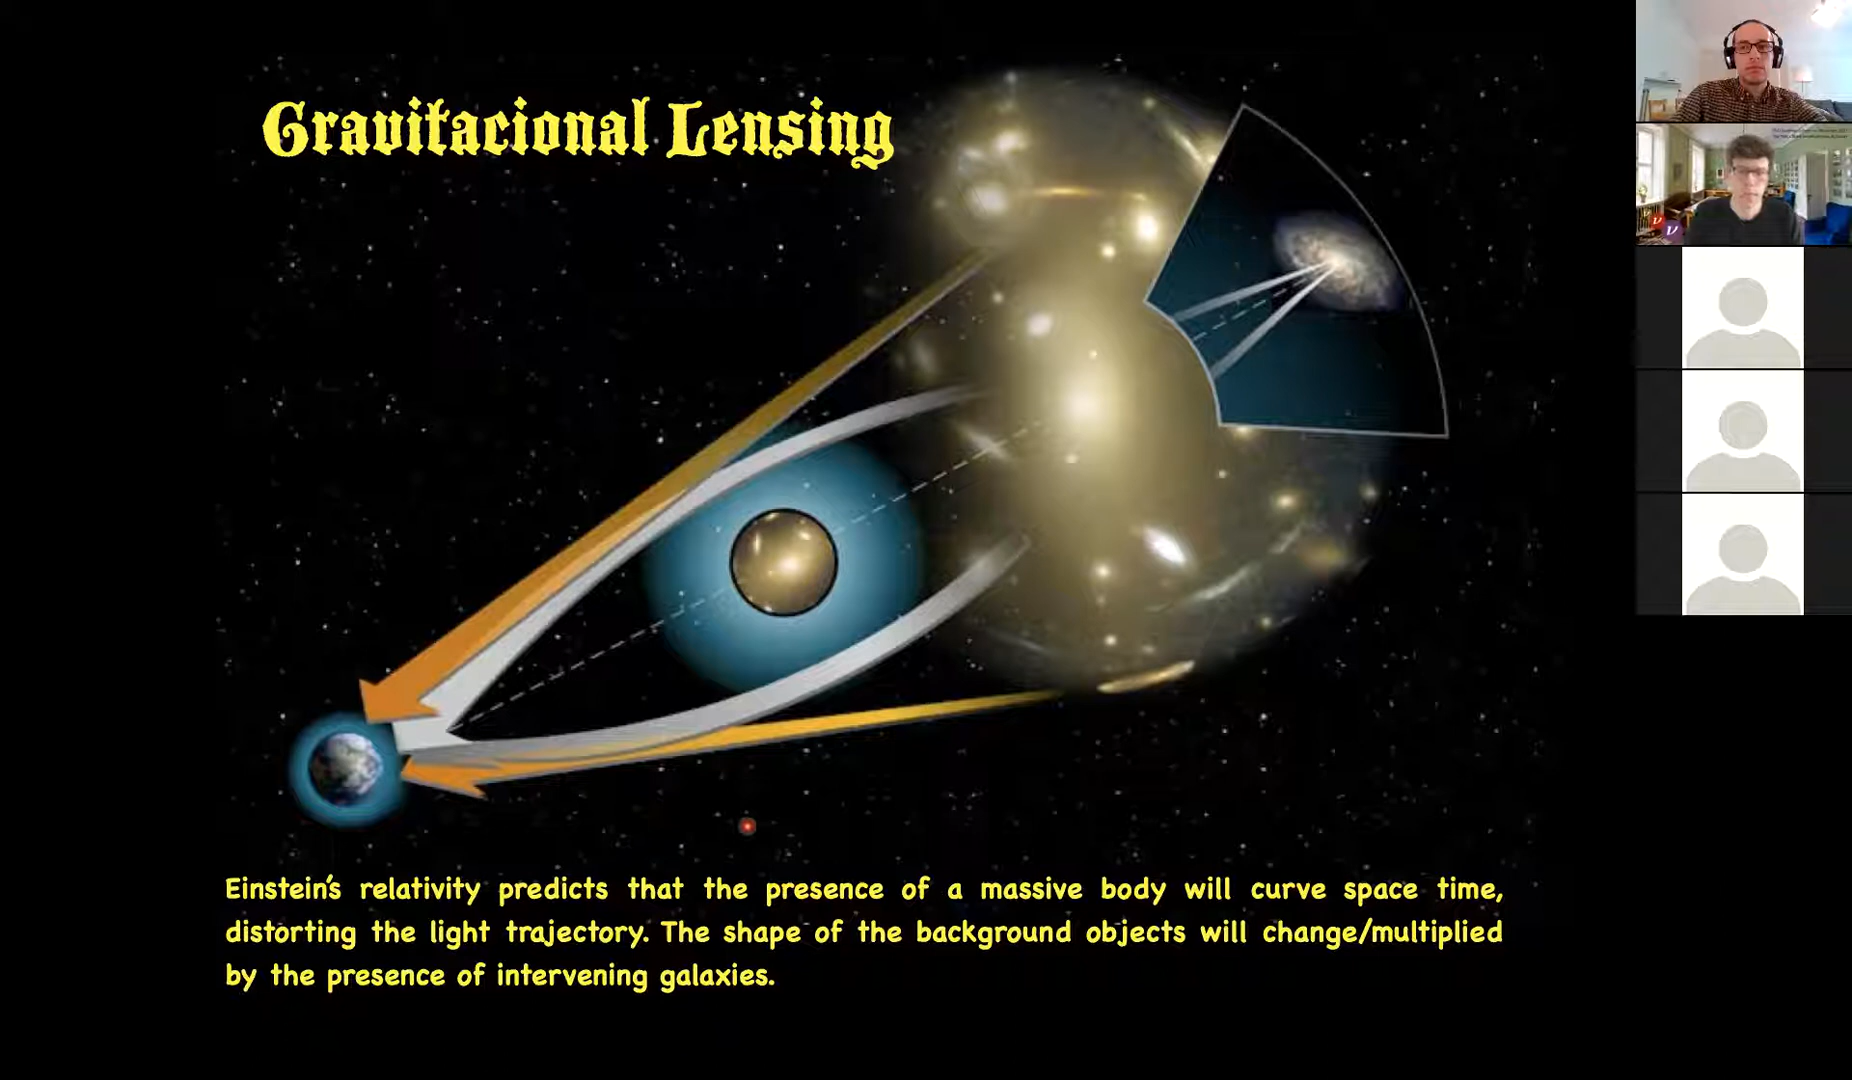 Gravitacional Lensing
Einstein's relativity predicts that the presence of a massive body will curve space time,
distorting the light trajectory. The shape of the background objects will change/multiplied
by the presence of intervening galaxies.